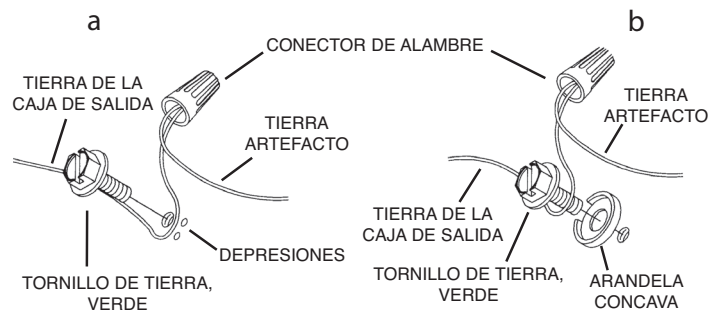 a
b
CONECTOR DE ALAMBRE
TIERRA DE LA
CAJA DE SALIDA
TIERRA
ARTEFACTO
DEPRESIONES
TORNILLO DE TIERRA,
VERDE
TIERRA
ARTEFACTO
TIERRA DE LA
CAJA DE SALIDA
TORNILLO DE TIERRA,
VERDE
ARANDELA
CONCAVA